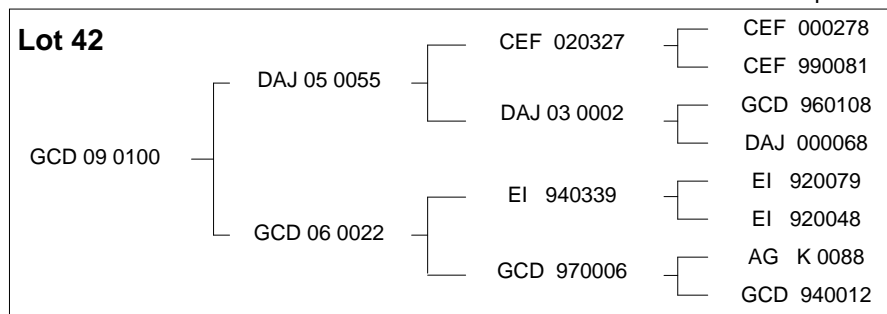 Lot 42
CEF 000278
CEF 020327
CEF 990081
DAJ 05 0055
GCD 960108
DAJ 03 0002
DAJ 000068
GCD 09 0100
EI 920079
EI 940339
EI 920048
GCD 06 0022
AG K 0088
GCD 970006
GCD 940012